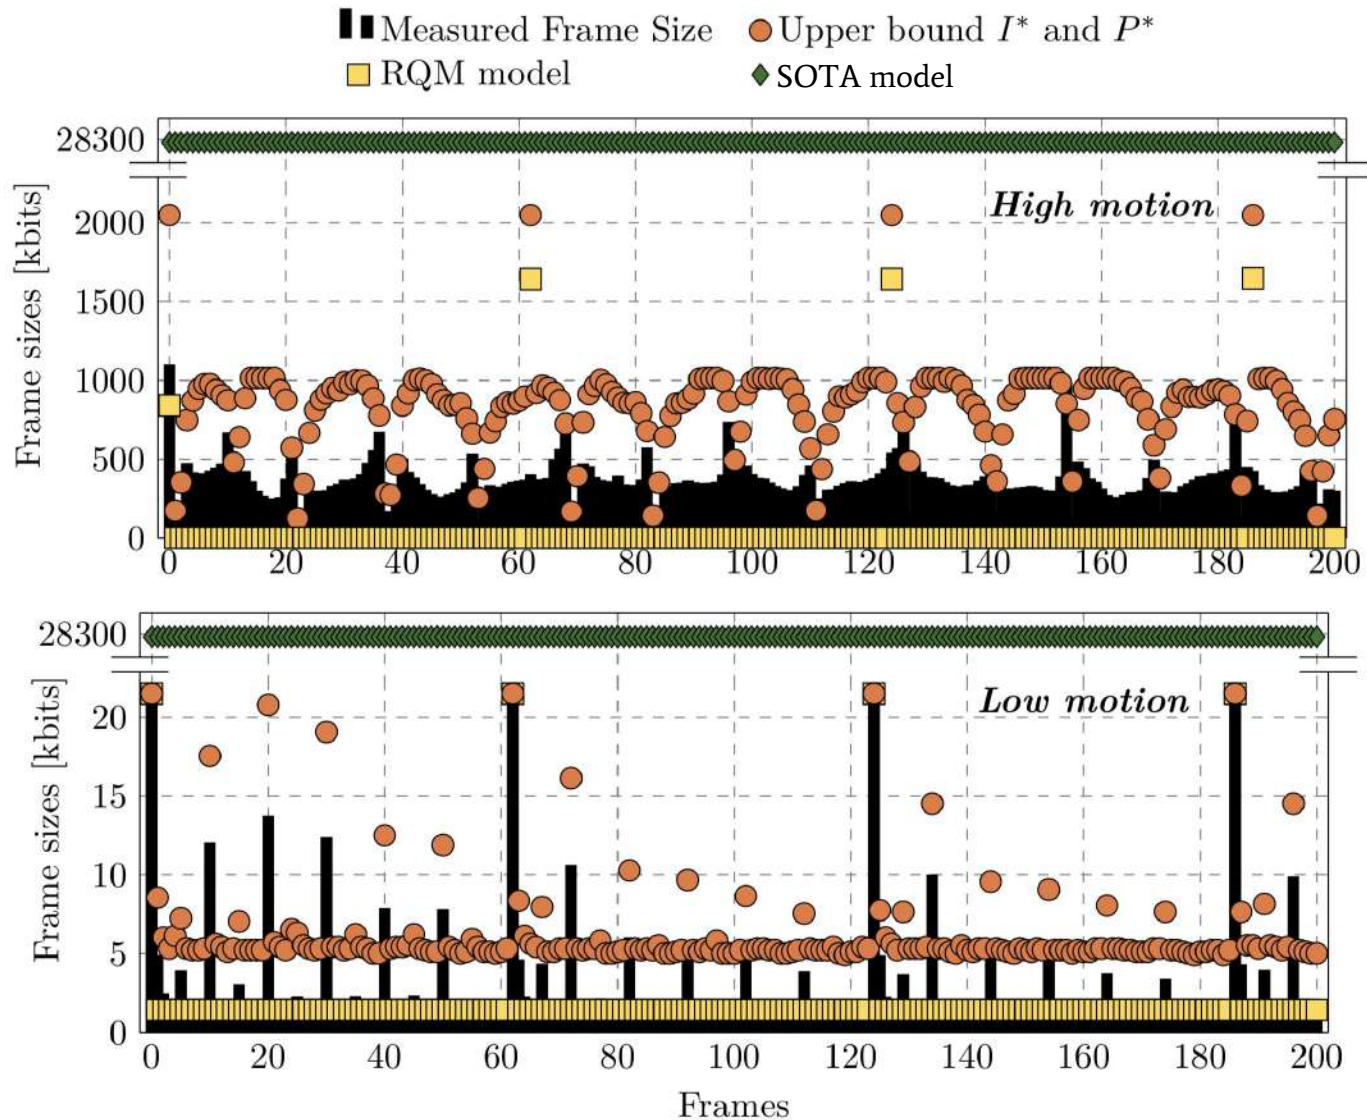 Measured Frame Size Upper bound I* and P*
RQM model SOTA model
28300
2000
1500
1000
500
0
Frame sizes [kbits]
High motion
0 20 40 60 80 100 120 140 160 180 200
28300
20
15
10
5
0
Frame sizes [kbits]
Low motion
0 20 40 60 80 100 120 140 160 180 200
Frames